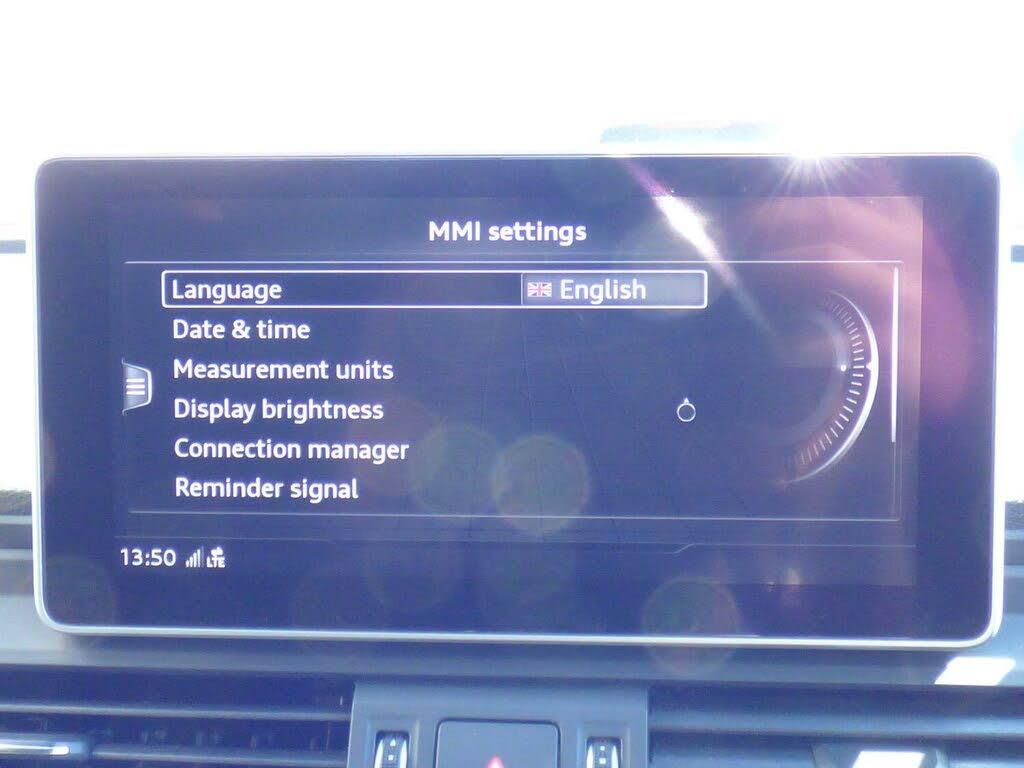 MMI settings
Language English
Date & time
Measurement units
Display brightness
Connection manager
Reminder signal
13:50 LTE